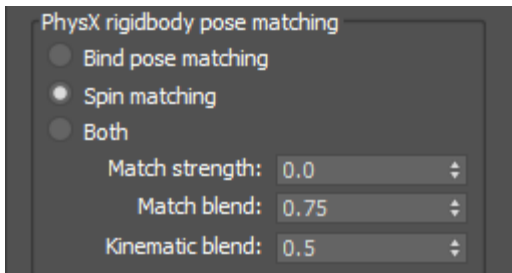 PhysX rigidbody pose matching
Bind pose matching
Spin matching
Both
Match strength: 0.0
Match blend: 0.75
Kinematic blend: 0.5